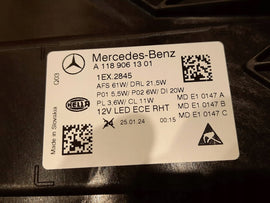 Mercedes-Benz
A 118 906 13 01
Q03
1EX.2845
AFS 61W/ DRL 21,5W
P01 5,5W/ P02 6W/ DI 20W
PL 3,6W/ CL 11W
12V LED ECE RHT
HELLA
MD E1 0147 A
MD E1 0147 B
MD E1 0147 C
25.01.24
00:15
Made in Slovakia
L